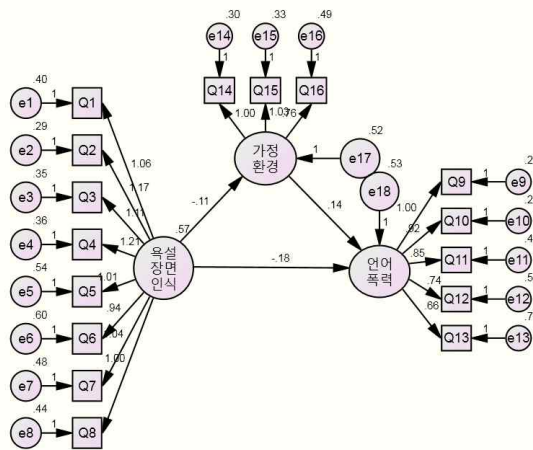 .30
.33
.49
e14
e15
e16
1
1
1
.40
e1
1
Q1
Q14
Q15
Q16
1.00
1.03
.76
.29
e2
1
Q2
.52
가정
환경
1
e17
.53
e18
.35
e3
1
Q3
1.06
1.17
1.11
-.11
.14
1
Q9
1
e9
1.00
.92
Q10
1
e10
.36
e4
1
Q4
1.21
.57
욕설
장면
인식
-.18
언어
폭력
.85
Q11
1
e11
.54
e5
1
Q5
1.01
.74
Q12
1
e12
.66
Q13
1
e13
.60
e6
1
Q6
.94
1.00
.48
e7
1
Q7
.44
e8
1
Q8